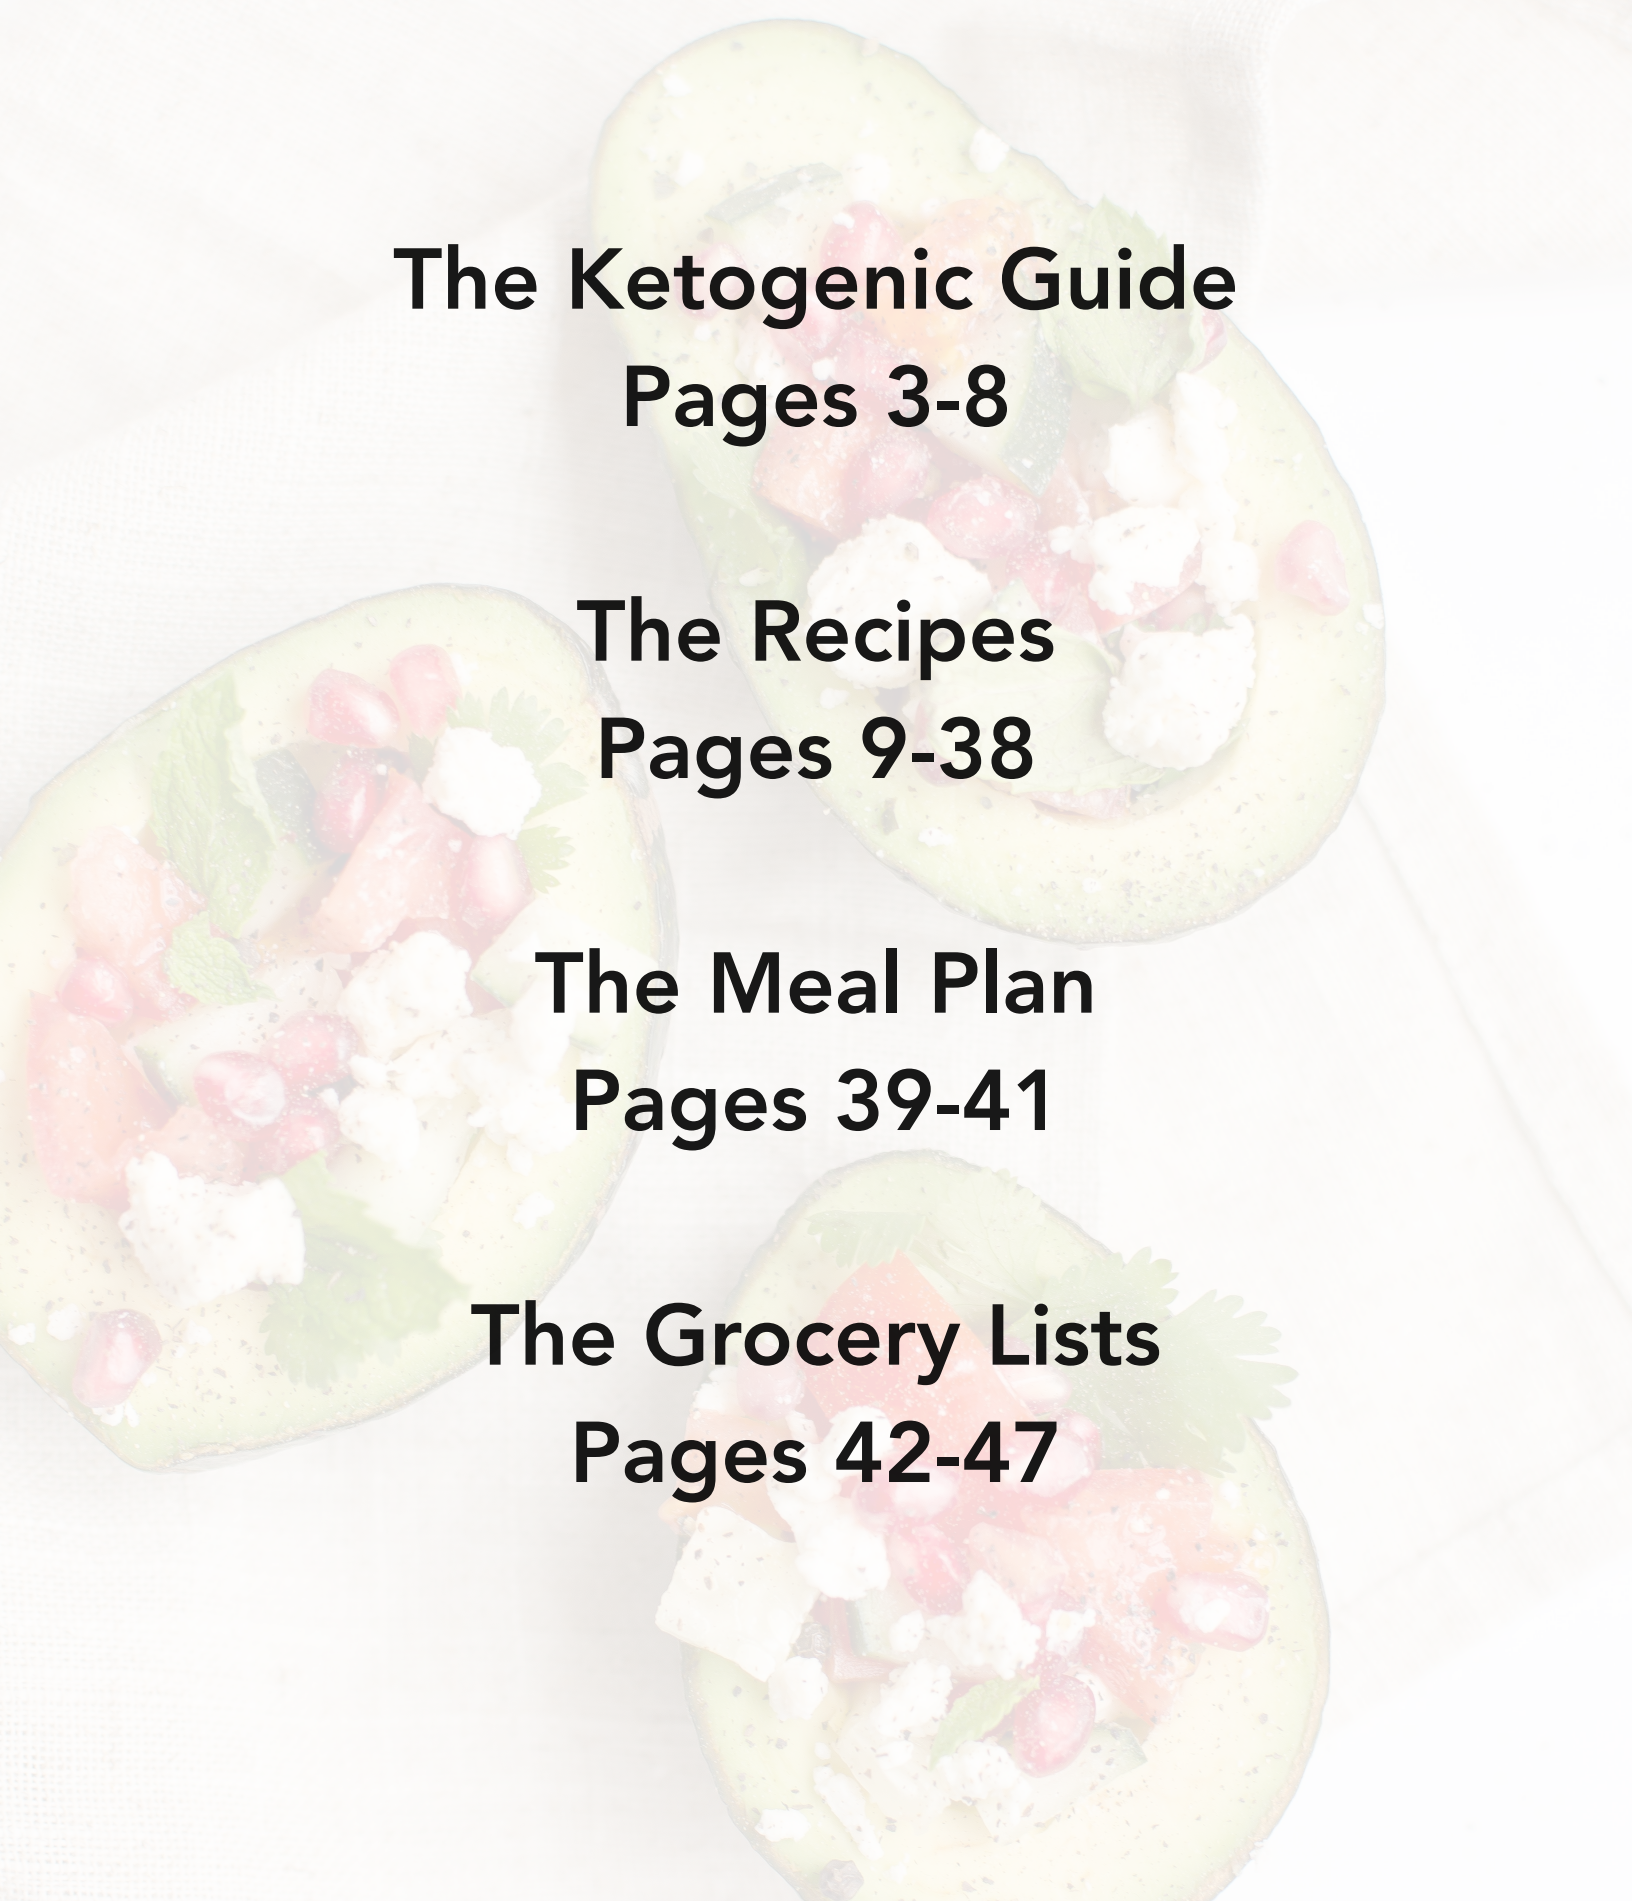 The Ketogenic Guide
Pages 3-8
The Recipes
Pages 9-38
The Meal Plan
Pages 39-41
The Grocery Lists
Pages 42-47